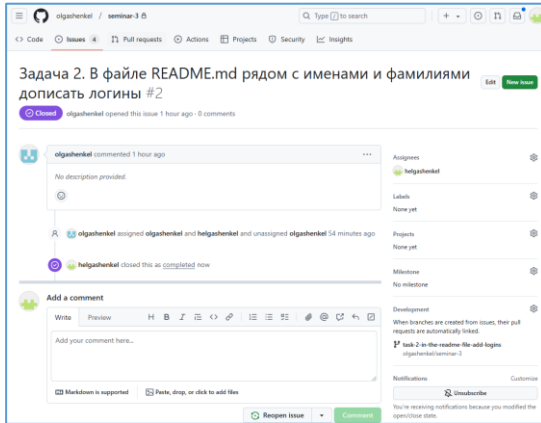 olgashenkel / seminar-3
Type / to search
Code Issues 4 Pull requests Actions Projects Security Insights
Задача 2. В файле README.md рядом с именами и фамилиями
дописать логины #2
Edit New issue
Closed olgashenkel opened this issue 1 hour ago · 0 comments
olgashenkel commented 1 hour ago
No description provided.
olgashenkel assigned olgashenkel and helgashenkel and unassigned olgashenkel 54 minutes ago
helgashenkel closed this as completed now
Add a comment
Write Preview
Add your comment here...
Markdown is supported Paste, drop, or click to add files
Reopen issue Comment
Assignees
helgashenkel
Labels
None yet
Projects
None yet
Milestone
No milestone
Development
When branches are created from issues, their pull
requests are automatically linked.
task-2-in-the-readme-file-add-logins
olgashenkel/seminar-3
Notifications Customize
Unsubscribe
You're receiving notifications because you modified the
open/close state.